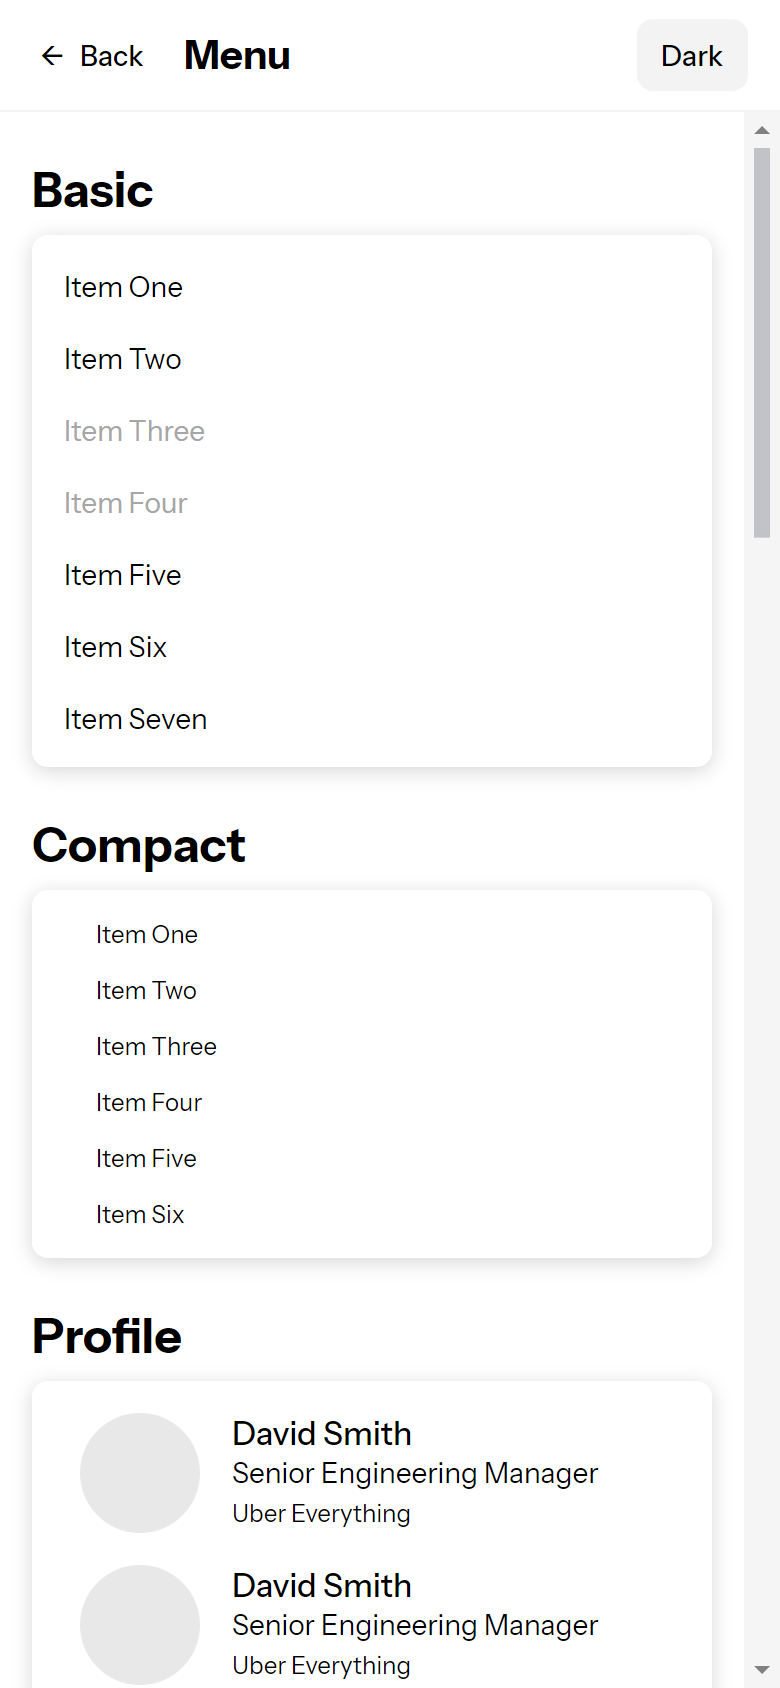 ← Back Menu Dark
Basic
Item One
Item Two
Item Three
Item Four
Item Five
Item Six
Item Seven
Compact
Item One
Item Two
Item Three
Item Four
Item Five
Item Six
Profile
David Smith
Senior Engineering Manager
Uber Everything
David Smith
Senior Engineering Manager
Uber Everything